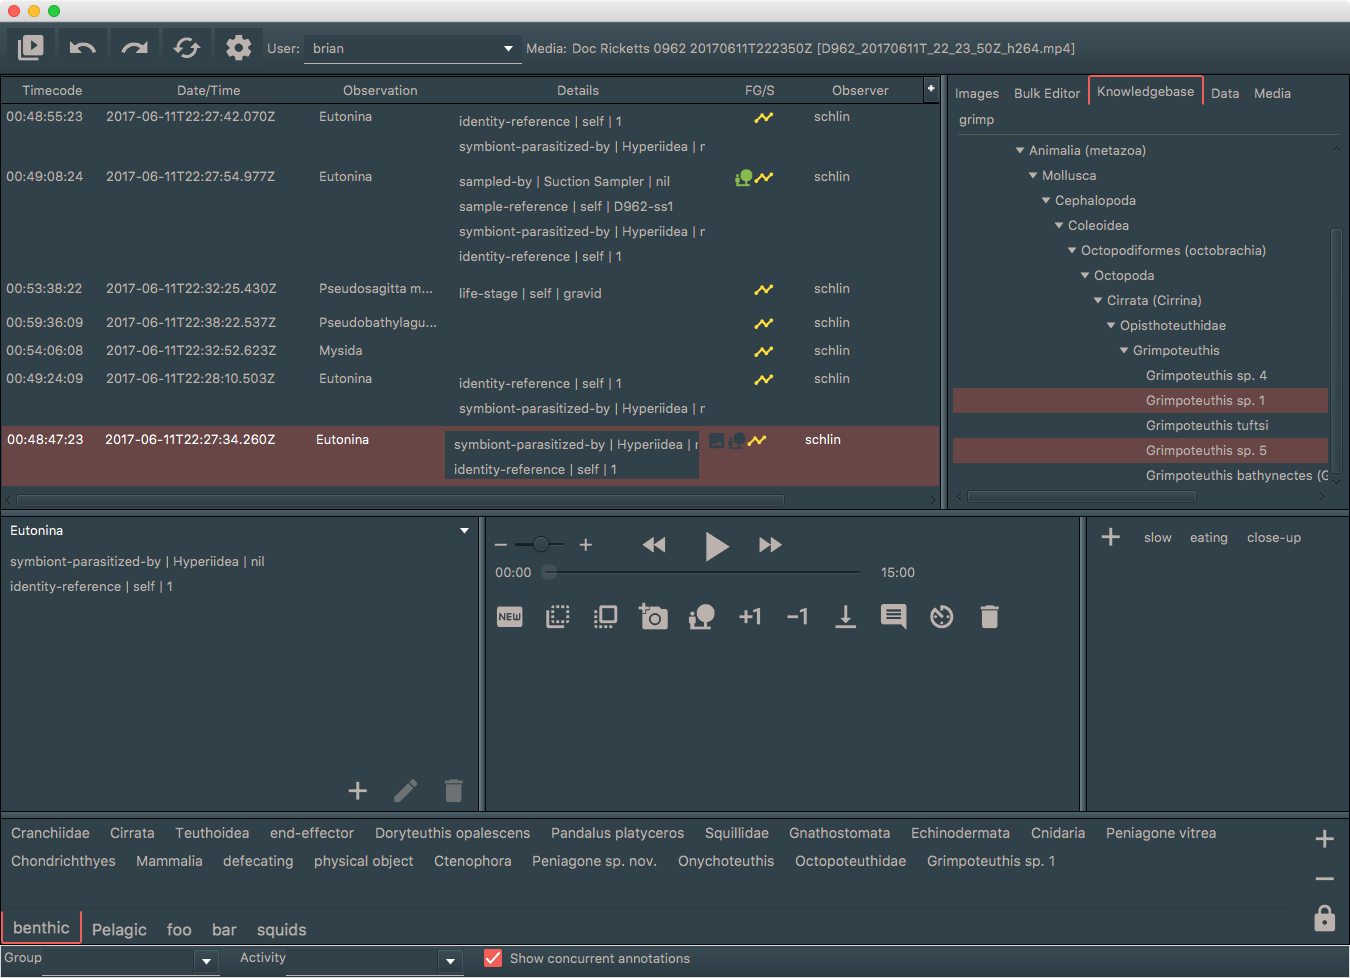 User: brian Media: Doc Ricketts 0962 20170611T222350Z [D962_20170611T_22_23_50Z_h264.mp4]
Timecode Date/Time Observation Details FG/S Observer
00:48:55:23 2017-06-11T22:27:42.070Z Eutonina identity-reference | self | 1 schlin
symbiont-parasitized-by | Hyperiidea | r
00:49:08:24 2017-06-11T22:27:54.977Z Eutonina sampled-by | Suction Sampler | nil schlin
sample-reference | self | D962-ss1
symbiont-parasitized-by | Hyperiidea | r
identity-reference | self | 1
00:53:38:22 2017-06-11T22:32:25.430Z Pseudosagitta m... life-stage | self | gravid schlin
00:59:36:09 2017-06-11T22:38:22.537Z Pseudobathylagu... schlin
00:54:06:08 2017-06-11T22:32:52.623Z Mysida schlin
00:49:24:09 2017-06-11T22:28:10.503Z Eutonina identity-reference | self | 1 schlin
symbiont-parasitized-by | Hyperiidea | r
00:48:47:23 2017-06-11T22:27:34.260Z Eutonina symbiont-parasitized-by | Hyperiidea | r schlin
identity-reference | self | 1
Images Bulk Editor Knowledgebase Data Media
grimp
Animalia (metazoa)
Mollusca
Cephalopoda
Coleoidea
Octopodiformes (octobrachia)
Octopoda
Cirrata (Cirrina)
Opisthoteuthidae
Grimpoteuthis
Grimpoteuthis sp. 4
Grimpoteuthis sp. 1
Grimpoteuthis tuftsi
Grimpoteuthis sp. 5
Grimpoteuthis bathynectes (G
Eutonina
symbiont-parasitized-by | Hyperiidea | nil
identity-reference | self | 1
00:00 15:00
NEW +1 −1
slow eating close-up
Cranchiidae Cirrata Teuthoidea end-effector Doryteuthis opalescens Pandalus platyceros Squillidae Gnathostomata Echinodermata Cnidaria Peniagone vitrea
Chondrichthyes Mammalia defecating physical object Ctenophora Peniagone sp. nov. Onychoteuthis Octopoteuthidae Grimpoteuthis sp. 1
benthic Pelagic foo bar squids
Group Activity Show concurrent annotations